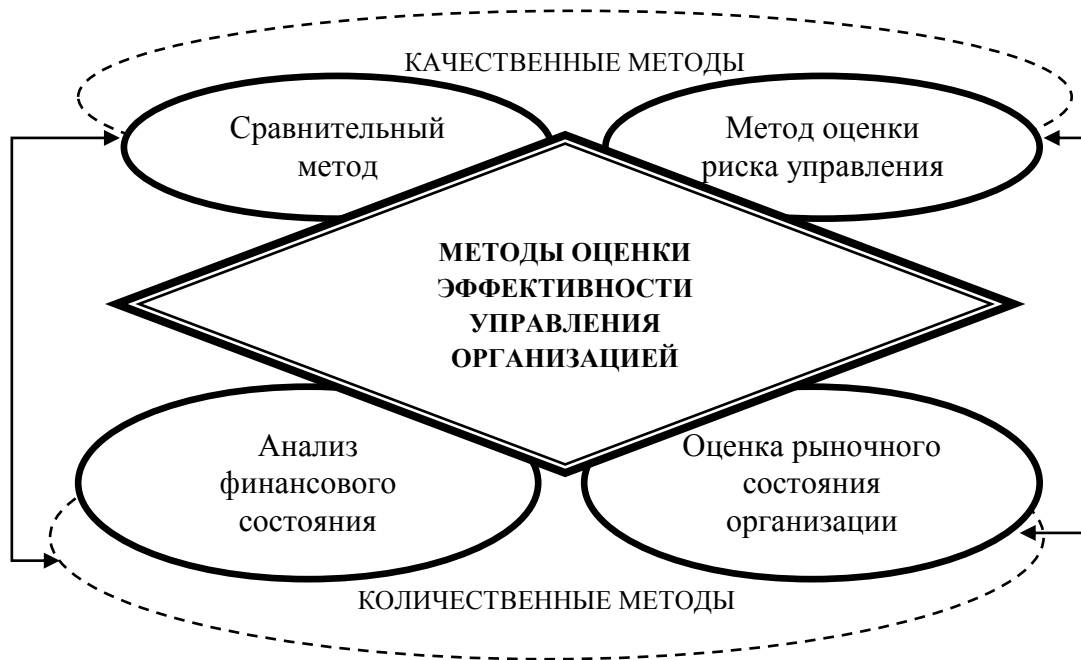 КАЧЕСТВЕННЫЕ МЕТОДЫ
Сравнительный
метод
Метод оценки
риска управления
МЕТОДЫ ОЦЕНКИ
ЭФФЕКТИВНОСТИ
УПРАВЛЕНИЯ
ОРГАНИЗАЦИЕЙ
Анализ
финансового
состояния
Оценка рыночного
состояния
организации
КОЛИЧЕСТВЕННЫЕ МЕТОДЫ